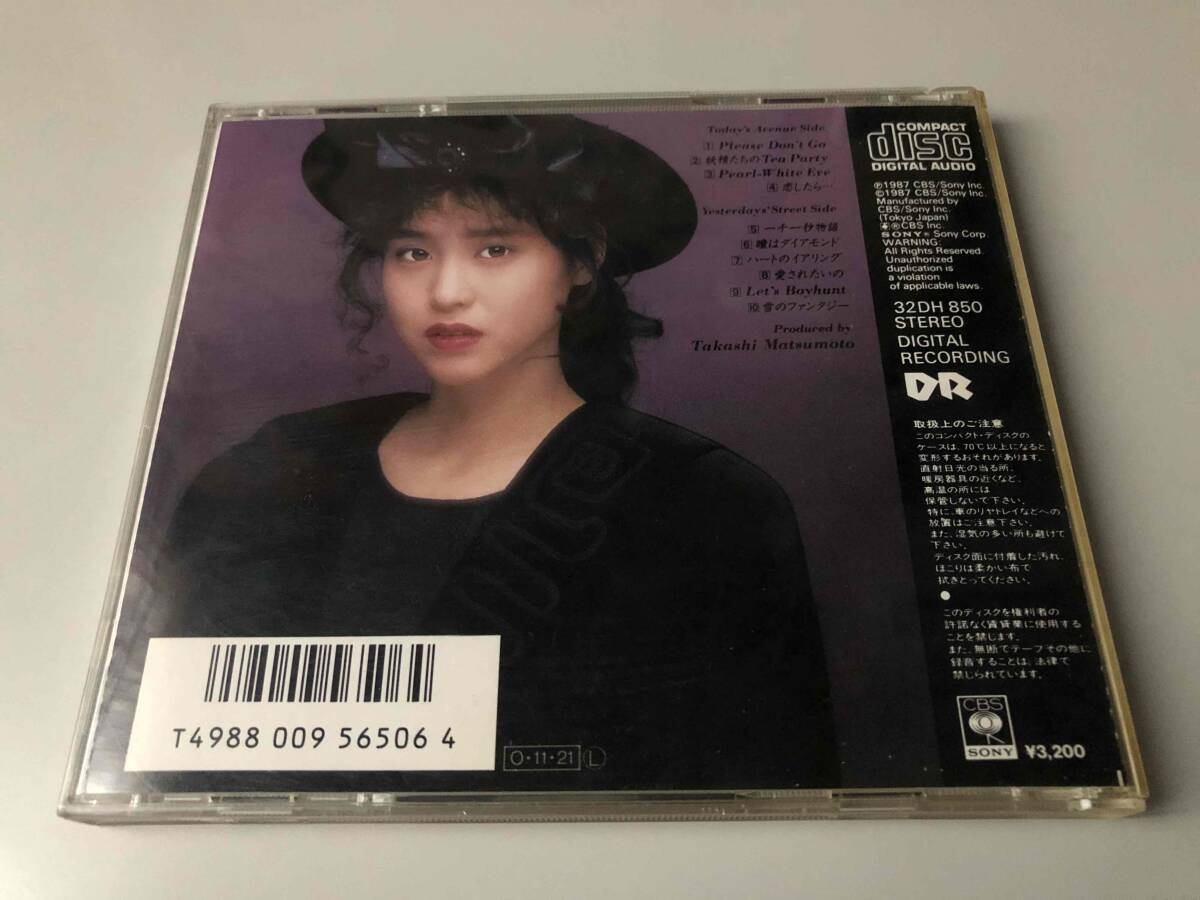 Today's Avenue Side
1 Please Don't Go
2 妖精たちのTea Party
3 Pearl-White Eve
4 恋したら…
Yesterdays' Street Side
5 一千一秒物語
6 瞳はダイアモンド
7 ハートのイアリング
8 愛されたいの
9 Let's Boyhunt
10 雪のファンタジー
Produced by
Takashi Matsumoto
COMPACT
disc
DIGITAL AUDIO
Ⓟ1987 CBS/Sony Inc.
©1987 CBS/Sony Inc.
Manufactured by
CBS/Sony Inc.
(Tokyo Japan)
®CBS Inc.
SONY® Sony Corp.
WARNING:
All Rights Reserved.
Unauthorized
duplication is
a violation
of applicable laws.
32DH 850
STEREO
DIGITAL
RECORDING
DR
取扱上のご注意
このコンパクト・ディスクの
ケースは、70℃以上になると
変形するおそれがあります。
直射日光の当る所、
暖房器具の近くなど、
高温の所には
保管しないで下さい。
特に、車のリヤトレイなどへの
放置はご注意下さい。
また、湿気の多い所も避けて
下さい。
ディスク面に付着した汚れ、
ほこりは柔かい布で
拭きとってください。
●
このディスクを権利者の
許諾なく賃貸業に使用する
ことを禁じます。
また、無断でテープその他に
録音することは、法律で
禁じられています。
CBS
SONY
¥3,200
T4988 009 56506 4
O・11・21 L